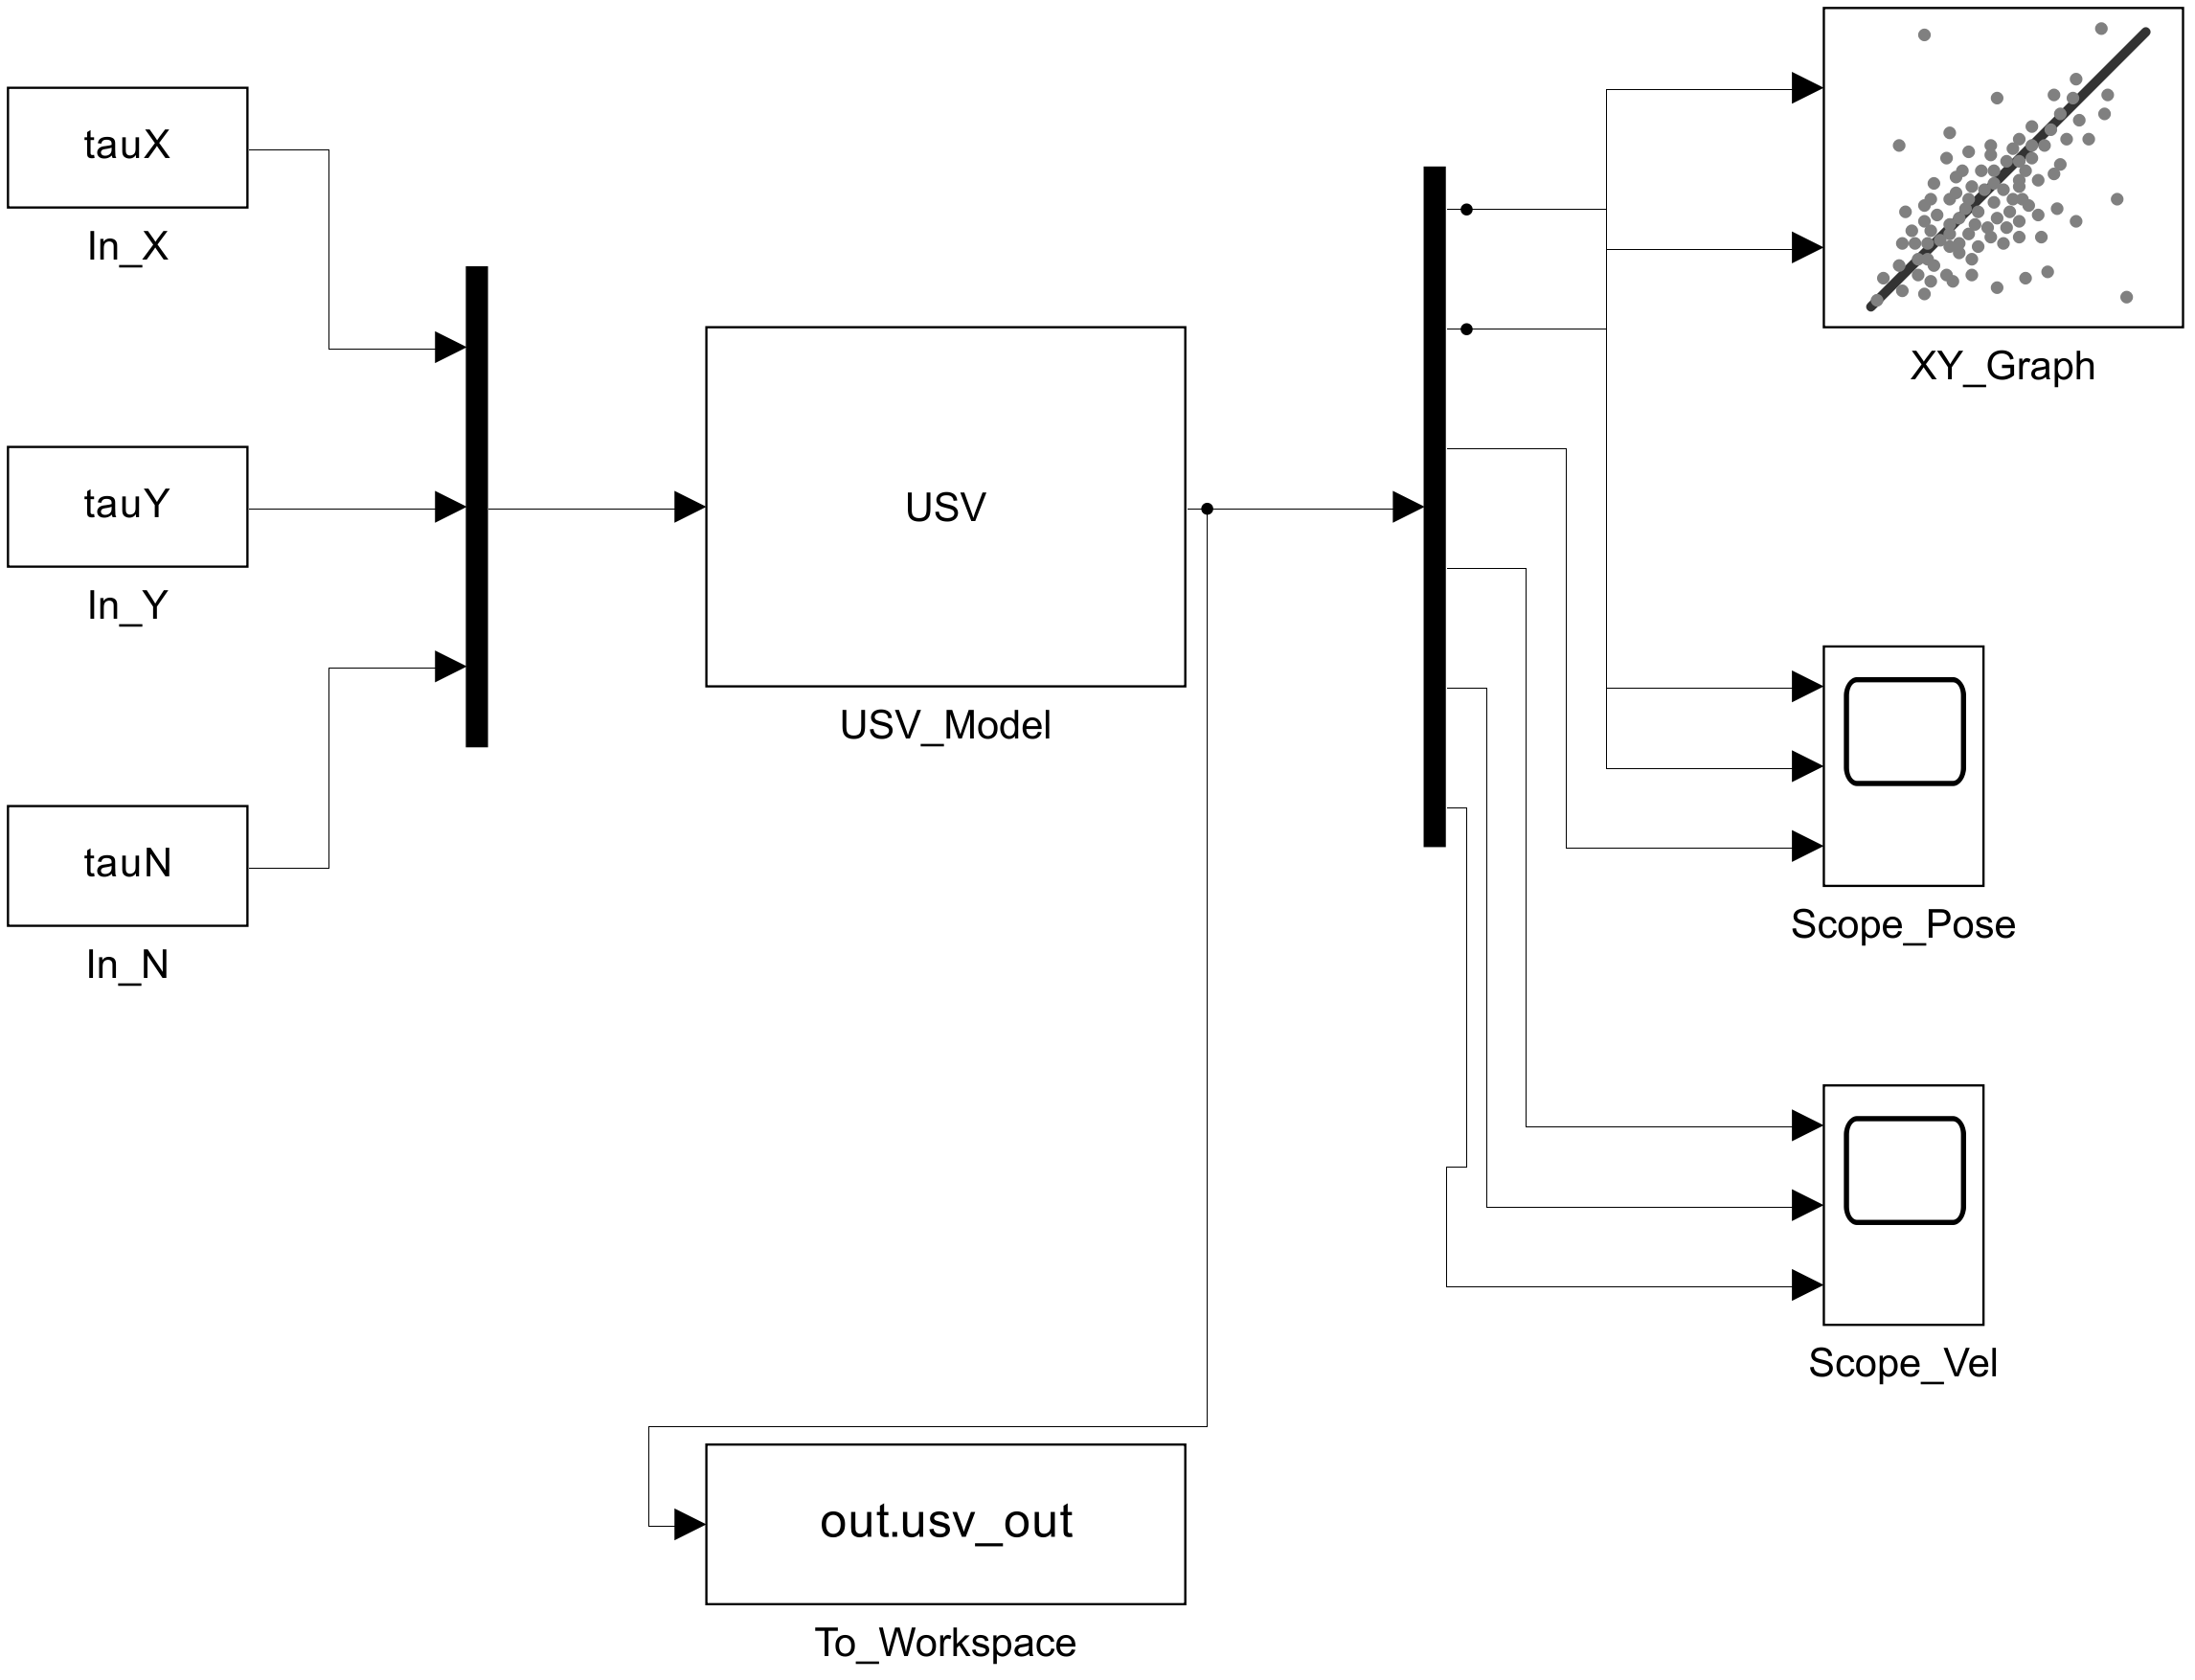 tauX
In_X
tauY
In_Y
tauN
In_N
USV
USV_Model
out.usv_out
To_Workspace
XY_Graph
Scope_Pose
Scope_Vel